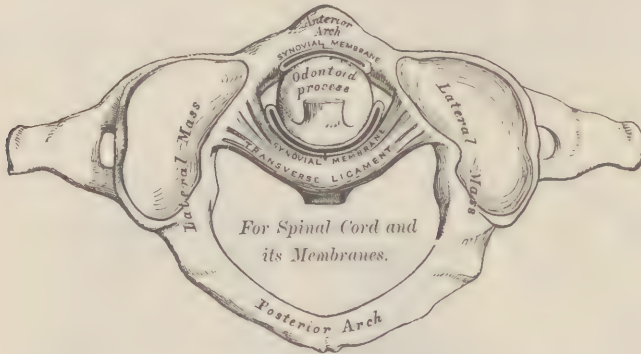 Anterior
Arch
SYNOVIAL MEMBRANE
Odontoid
process
Lateral Mass
Lateral Mass
SYNOVIAL MEMBRANE
TRANSVERSE LIGAMENT
For Spinal Cord and
its Membranes.
Posterior Arch